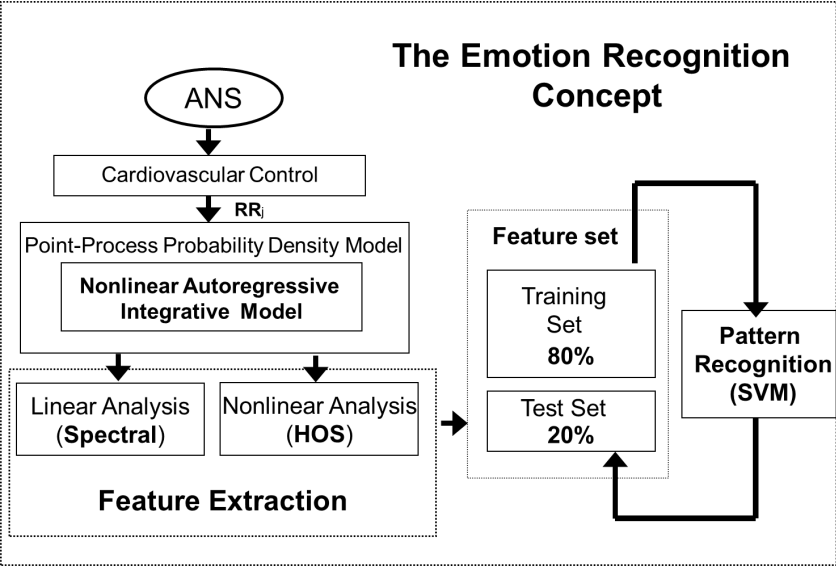 The Emotion Recognition
Concept
ANS
Cardiovascular Control
RRj
Point-Process Probability Density Model
Nonlinear Autoregressive
Integrative Model
Linear Analysis
(Spectral)
Nonlinear Analysis
(HOS)
Feature Extraction
Feature set
Training
Set
80%
Test Set
20%
Pattern
Recognition
(SVM)